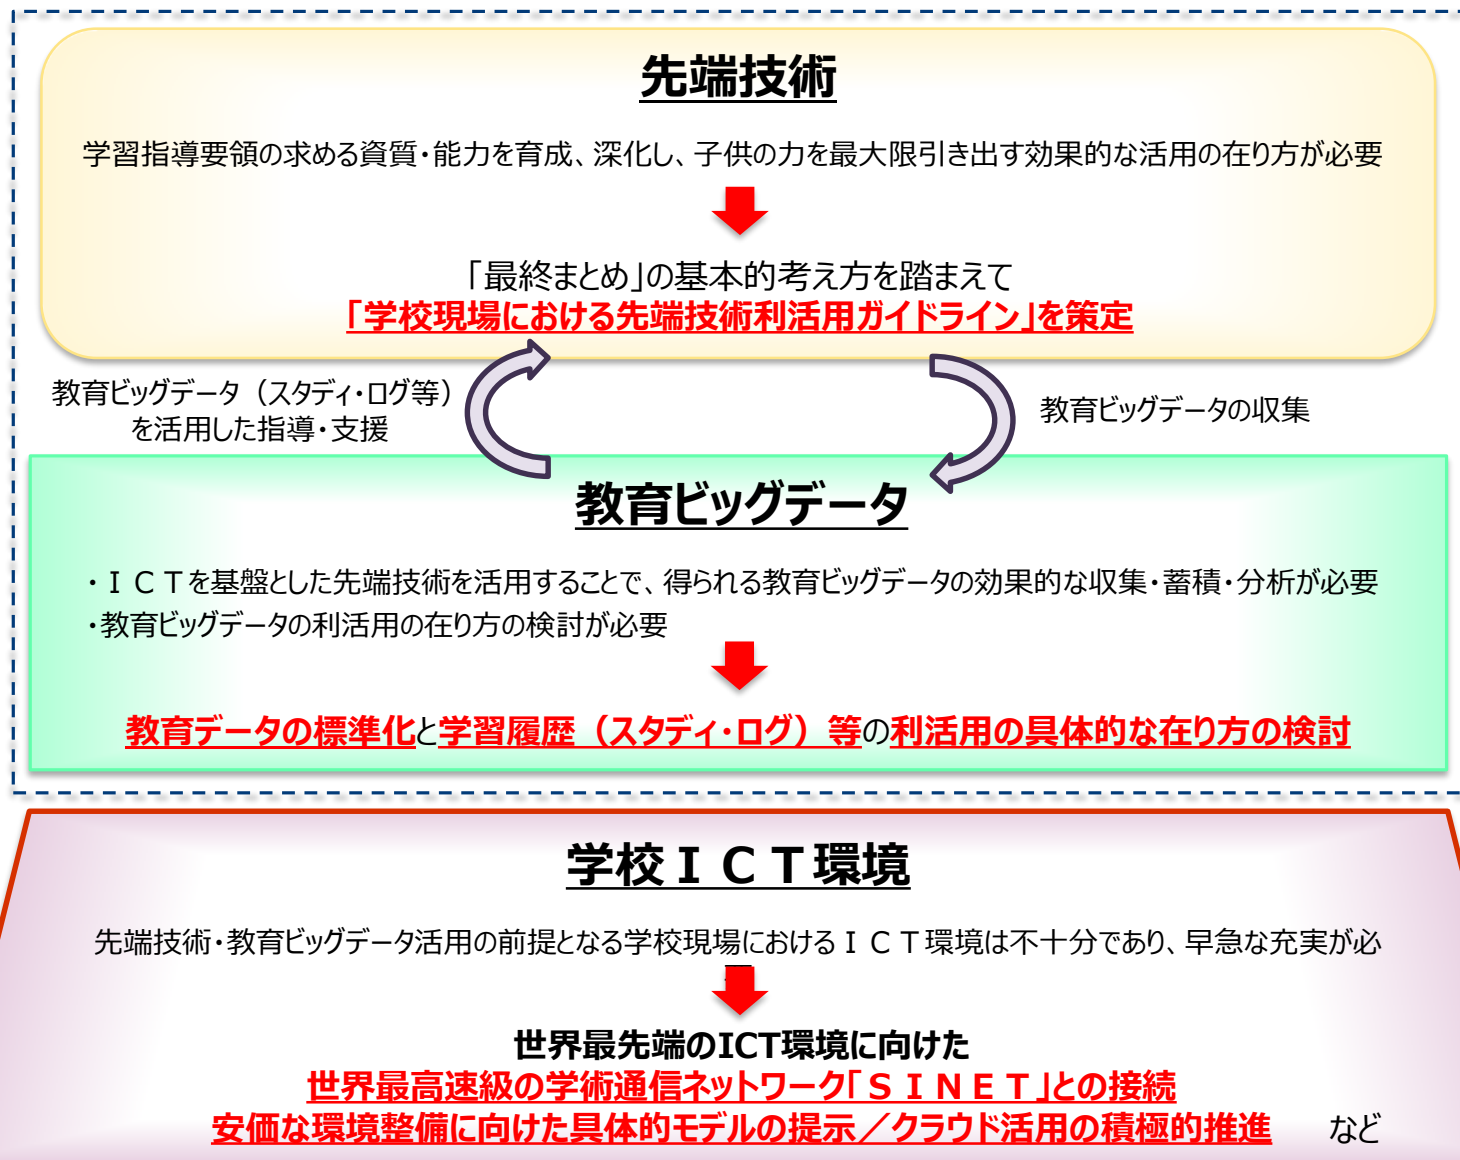 先端技術
学習指導要領の求める資質・能力を育成、深化し、子供の力を最大限引き出す効果的な活用の在り方が必要
「最終まとめ」の基本的考え方を踏まえて
「学校現場における先端技術利活用ガイドライン」を策定
教育ビッグデータ（スタディ・ログ等）
を活用した指導・支援
教育ビッグデータの収集
教育ビッグデータ
・ＩＣＴを基盤とした先端技術を活用することで、得られる教育ビッグデータの効果的な収集・蓄積・分析が必要
・教育ビッグデータの利活用の在り方の検討が必要
教育データの標準化と学習履歴（スタディ・ログ）等の利活用の具体的な在り方の検討
学校ＩＣＴ環境
先端技術・教育ビッグデータ活用の前提となる学校現場におけるＩＣＴ環境は不十分であり、早急な充実が必
世界最先端のICT環境に向けた
世界最高速級の学術通信ネットワーク「ＳＩＮＥＴ」との接続
安価な環境整備に向けた具体的モデルの提示／クラウド活用の積極的推進　など